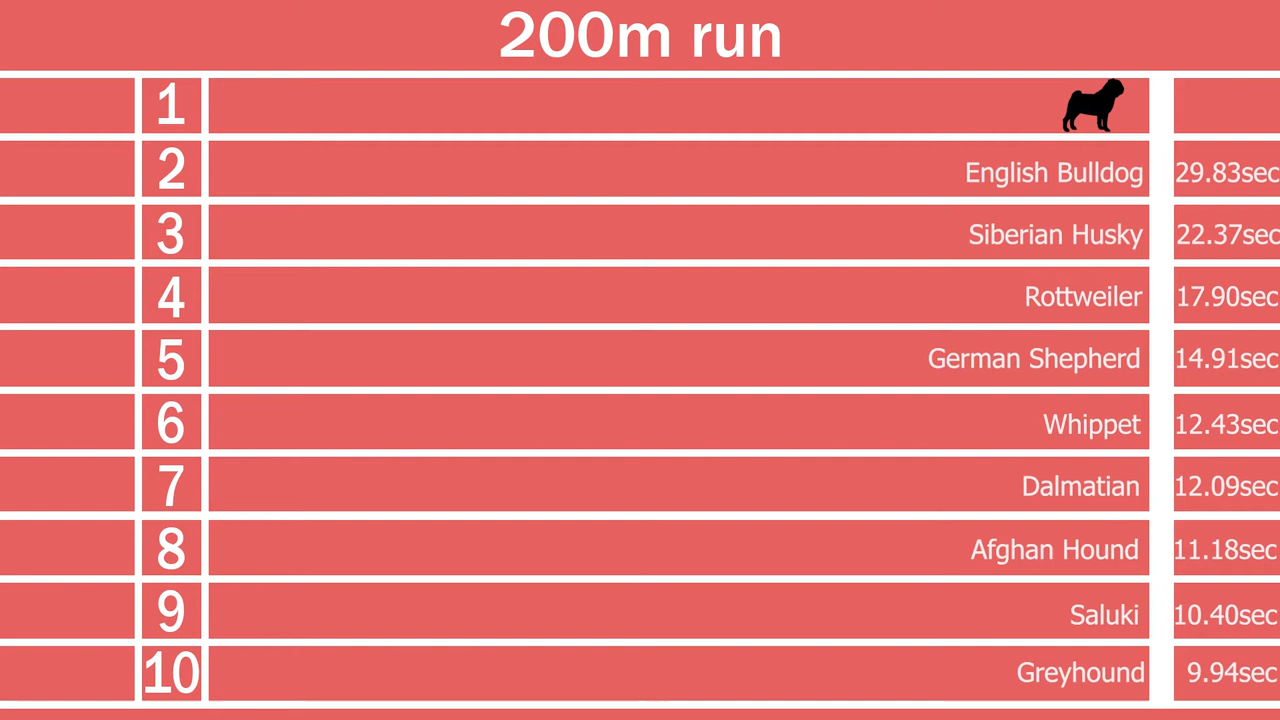 200m run
1
2 English Bulldog 29.83sec
3 Siberian Husky 22.37sec
4 Rottweiler 17.90sec
5 German Shepherd 14.91sec
6 Whippet 12.43sec
7 Dalmatian 12.09sec
8 Afghan Hound 11.18sec
9 Saluki 10.40sec
10 Greyhound 9.94sec